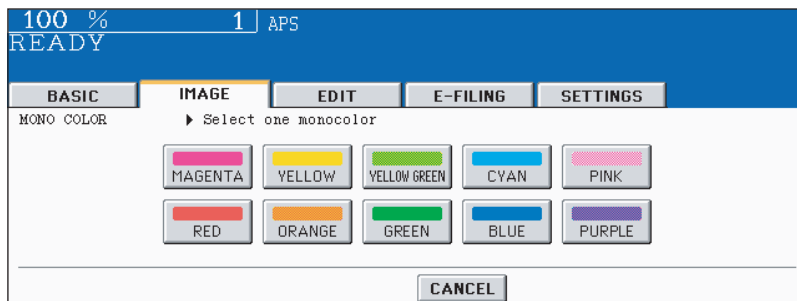 100 % 1 APS
READY
BASIC IMAGE EDIT E-FILING SETTINGS
MONO COLOR Select one monocolor
MAGENTA YELLOW YELLOW GREEN CYAN PINK
RED ORANGE GREEN BLUE PURPLE
CANCEL